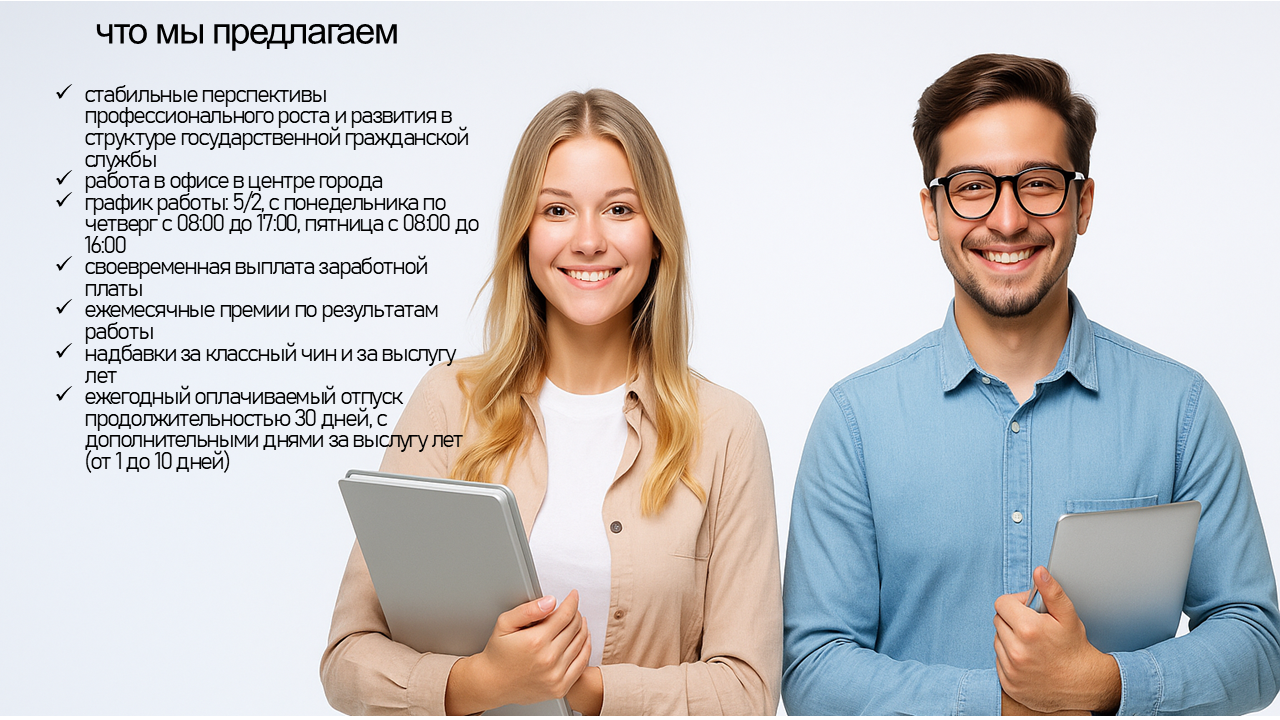 что мы предлагаем
✓ стабильные перспективы
профессионального роста и развития в
структуре государственной гражданской
службы
✓ работа в офисе в центре города
✓ график работы: 5/2, с понедельника по
четверг с 08:00 до 17:00, пятница с 08:00 до
16:00
✓ своевременная выплата заработной
платы
✓ ежемесячные премии по результатам
работы
✓ надбавки за классный чин и за выслугу
лет
✓ ежегодный оплачиваемый отпуск
продолжительностью 30 дней, с
дополнительными днями за выслугу лет
(от 1 до 10 дней)